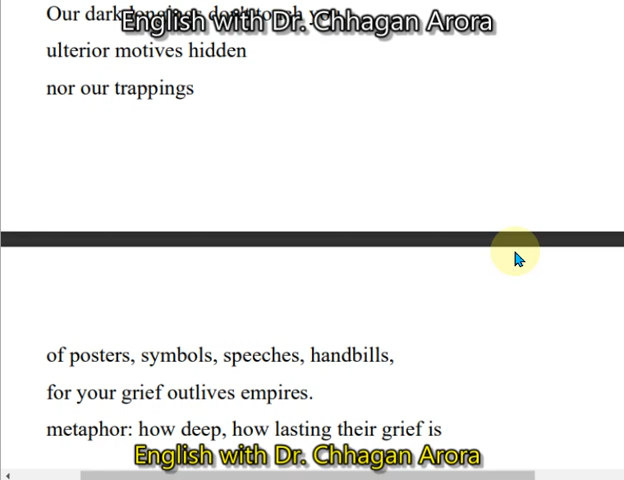 English with Dr. Chhagan Arora
Our dark
ulterior motives hidden
nor our trappings
of posters, symbols, speeches, handbills,
for your grief outlives empires.
metaphor: how deep, how lasting their grief is
English with Dr. Chhagan Arora